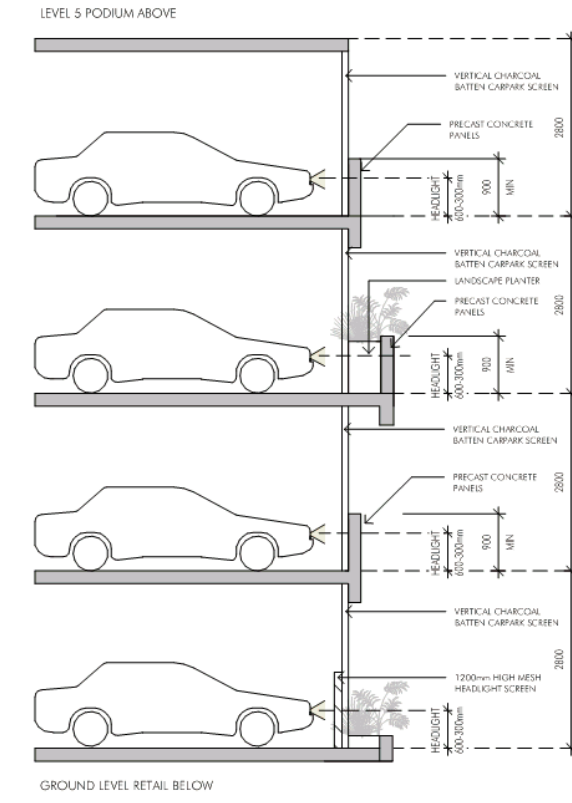 LEVEL 5 PODIUM ABOVE
VERTICAL CHARCOAL
BATTEN CARPARK SCREEN
PRECAST CONCRETE
PANELS
2800
HEADLIGHT
600-300mm
900
MIN
VERTICAL CHARCOAL
BATTEN CARPARK SCREEN
LANDSCAPE PLANTER
PRECAST CONCRETE
PANELS
2800
HEADLIGHT
600-300mm
900
MIN
VERTICAL CHARCOAL
BATTEN CARPARK SCREEN
PRECAST CONCRETE
PANELS
2800
HEADLIGHT
600-300mm
900
MIN
VERTICAL CHARCOAL
BATTEN CARPARK SCREEN
2800
1200mm HIGH MESH
HEADLIGHT SCREEN
HEADLIGHT
600-300mm
GROUND LEVEL RETAIL BELOW